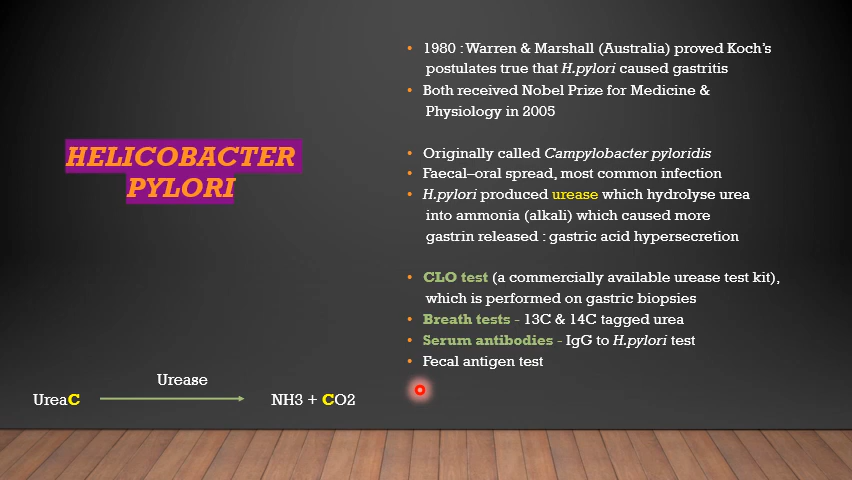 HELICOBACTER
PYLORI
• 1980 : Warren & Marshall (Australia) proved Koch's
postulates true that H.pylori caused gastritis
• Both received Nobel Prize for Medicine &
Physiology in 2005
• Originally called Campylobacter pyloridis
• Faecal–oral spread, most common infection
• H.pylori produced urease which hydrolyse urea
into ammonia (alkali) which caused more
gastrin released : gastric acid hypersecretion
• CLO test (a commercially available urease test kit),
which is performed on gastric biopsies
• Breath tests - 13C & 14C tagged urea
• Serum antibodies - IgG to H.pylori test
• Fecal antigen test
Urease
UreaC
NH3 + CO2